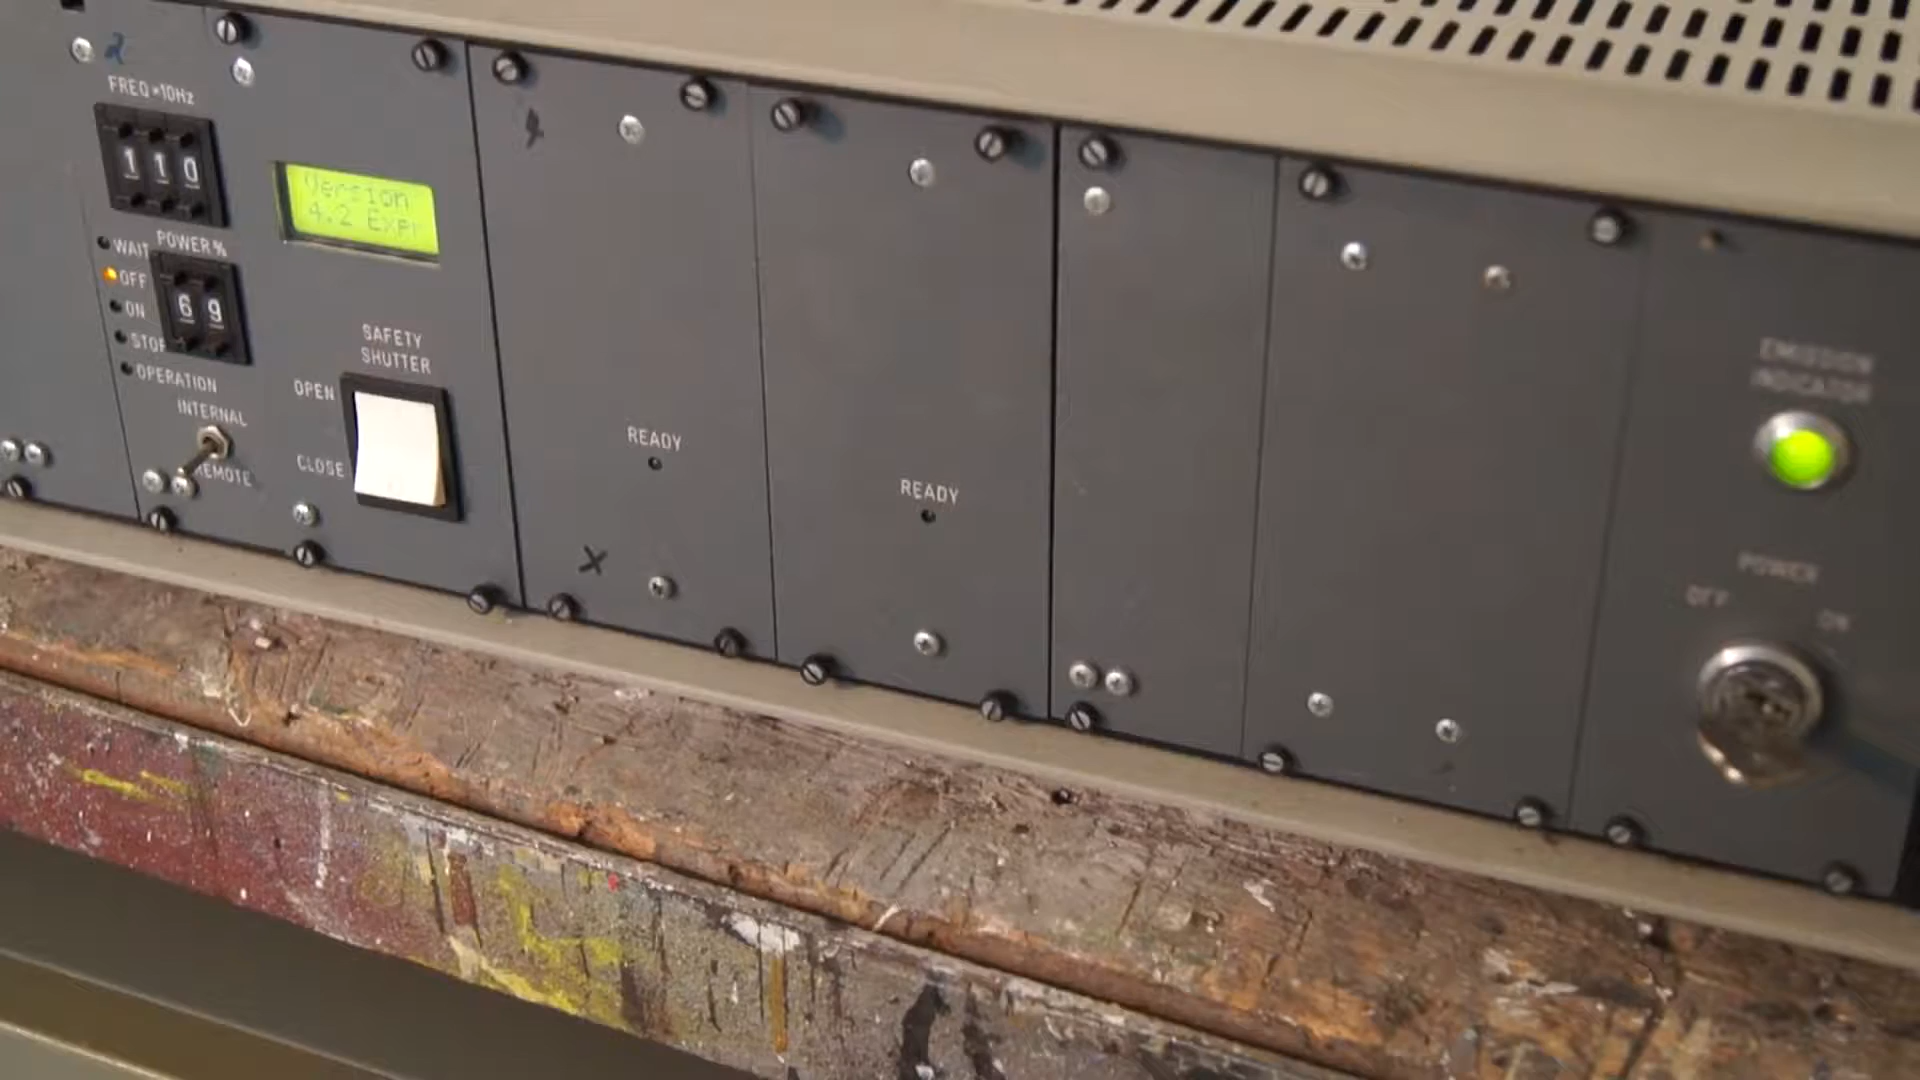 2
FREQ*10Hz
110
Version
4.2 Exp
WAIT
POWER%
OFF
69
ON
STOP
OPERATION
INTERNAL
REMOTE
SAFETY
SHUTTER
OPEN
CLOSE
READY
READY
X
EMISSION
INDICATOR
POWER
OFF
ON